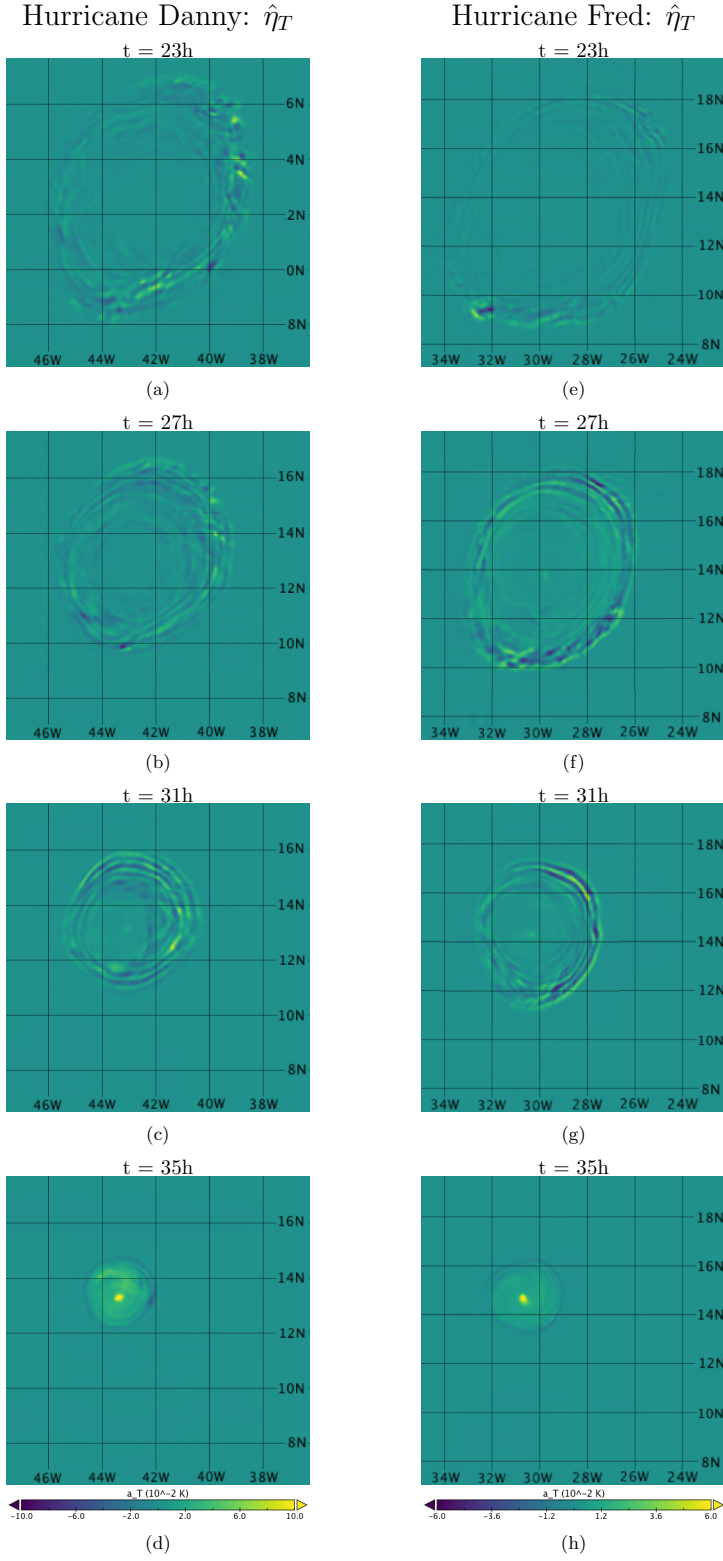 Hurricane Danny: η̂_T
t = 23h
6N
4N
2N
0N
8N
46W 44W 42W 40W 38W
(a)
t = 27h
16N
14N
12N
10N
8N
46W 44W 42W 40W 38W
(b)
t = 31h
16N
14N
12N
10N
8N
46W 44W 42W 40W 38W
(c)
t = 35h
16N
14N
12N
10N
8N
46W 44W 42W 40W 38W
a_T (10^-2 K)
-10.0 -6.0 -2.0 2.0 6.0 10.0
(d)
Hurricane Fred: η̂_T
t = 23h
18N
16N
14N
12N
10N
8N
34W 32W 30W 28W 26W 24W
(e)
t = 27h
18N
16N
14N
12N
10N
8N
34W 32W 30W 28W 26W 24W
(f)
t = 31h
18N
16N
14N
12N
10N
8N
34W 32W 30W 28W 26W 24W
(g)
t = 35h
18N
16N
14N
12N
10N
8N
34W 32W 30W 28W 26W 24W
a_T (10^-2 K)
-6.0 -3.6 -1.2 1.2 3.6 6.0
(h)